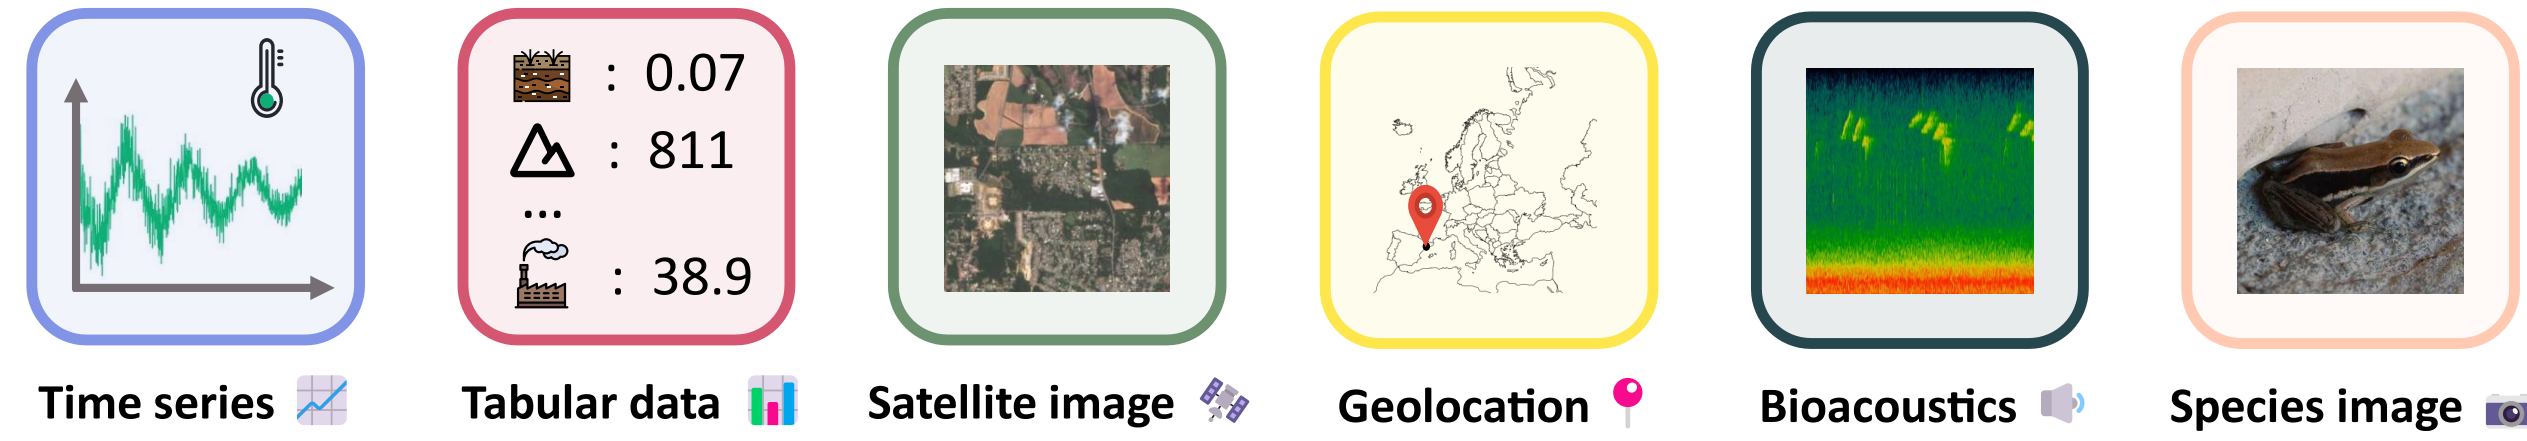 : 0.07
: 811
...
: 38.9
Time series
Tabular data
Satellite image
Geolocation
Bioacoustics
Species image